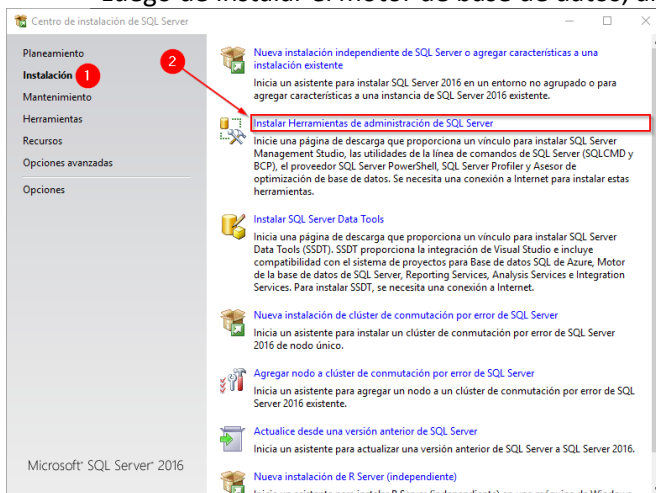 Luego de instalar el motor de base de datos, a
Centro de instalación de SQL Server
Planeamiento
Instalación 1
Mantenimiento
Herramientas
Recursos
Opciones avanzadas
Opciones
Microsoft® SQL Server® 2016
2
Nueva instalación independiente de SQL Server o agregar características a una
instalación existente
Inicia un asistente para instalar SQL Server 2016 en un entorno no agrupado o para
agregar características a una instancia de SQL Server 2016 existente.
Instalar Herramientas de administración de SQL Server
Inicie una página de descarga que proporciona un vínculo para instalar SQL Server
Management Studio, las utilidades de la línea de comandos de SQL Server (SQLCMD y
BCP), el proveedor SQL Server PowerShell, SQL Server Profiler y Asesor de
optimización de base de datos. Se necesita una conexión a Internet para instalar estas
herramientas.
Instalar SQL Server Data Tools
Inicia una página de descarga que proporciona un vínculo para instalar SQL Server
Data Tools (SSDT). SSDT proporciona la integración de Visual Studio e incluye
compatibilidad con el sistema de proyectos para Base de datos SQL de Azure, Motor
de la base de datos de SQL Server, Reporting Services, Analysis Services e Integration
Services. Para instalar SSDT, se necesita una conexión a Internet.
Nueva instalación de clúster de conmutación por error de SQL Server
Inicia un asistente para instalar un clúster de conmutación por error de SQL Server
2016 de nodo único.
Agregar nodo a clúster de conmutación por error de SQL Server
Inicia un asistente para agregar un nodo a un clúster de conmutación por error de SQL
Server 2016 existente.
Actualice desde una versión anterior de SQL Server
Inicia un asistente para actualizar una versión anterior de SQL Server a SQL Server 2016.
Nueva instalación de R Server (independiente)